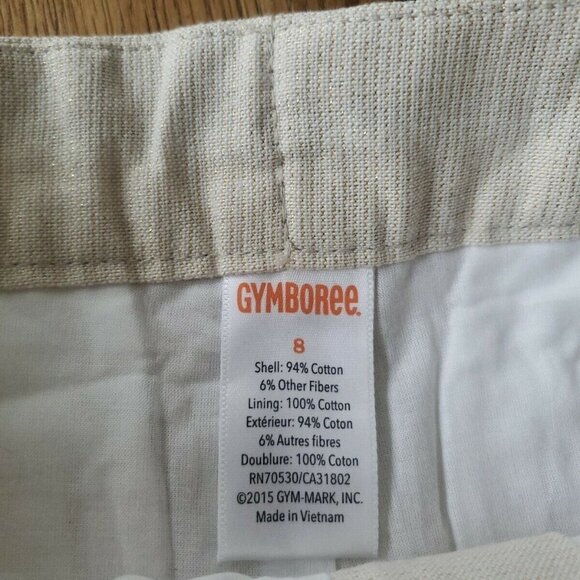 GYMBOREE
8
Shell: 94% Cotton
6% Other Fibers
Lining: 100% Cotton
Extérieur: 94% Coton
6% Autres fibres
Doublure: 100% Coton
RN70530/CA31802
©2015 GYM-MARK, INC.
Made in Vietnam